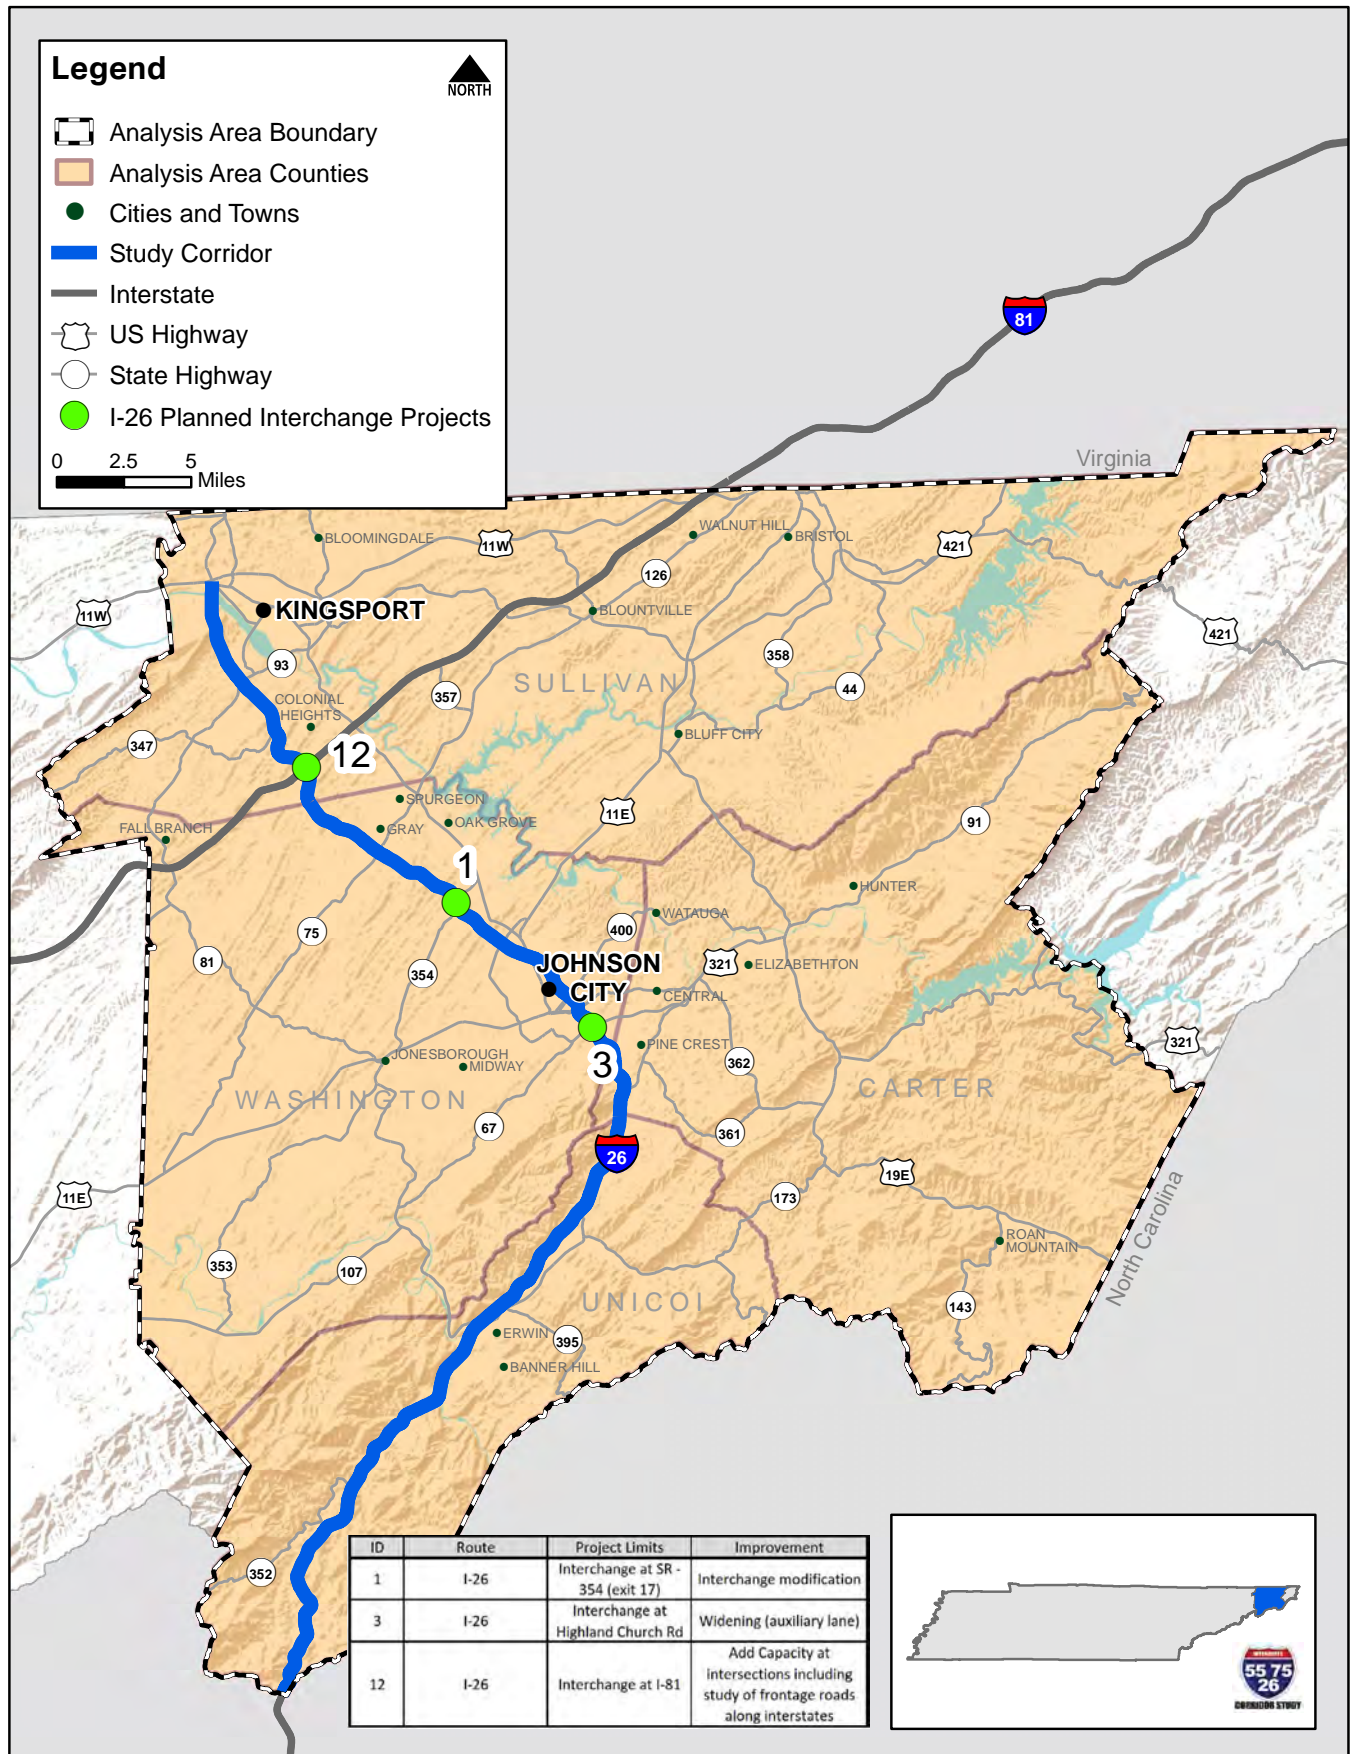 Legend
NORTH
Analysis Area Boundary
Analysis Area Counties
Cities and Towns
Study Corridor
Interstate
US Highway
State Highway
I-26 Planned Interchange Projects
0 2.5 5
Miles
81
Virginia
BLOOMINGDALE
11W
WALNUT HILL
BRISTOL
421
126
11W
KINGSPORT
BLOUNTVILLE
421
93
358
357
SULLIVAN
44
COLONIAL
HEIGHTS
BLUFF CITY
347
12
SPURGEON
11E
91
FALL BRANCH
GRAY
OAK GROVE
1
HUNTER
WATAUGA
75
400
81
354
JOHNSON
CITY
321
ELIZABETHTON
CENTRAL
321
JONESBOROUGH
MIDWAY
3
PINE CREST
362
WASHINGTON
CARTER
67
361
26
11E
19E
173
North Carolina
ROAN
MOUNTAIN
353
107
UNICOI
143
ERWIN
395
BANNER HILL
352
ID Route Project Limits Improvement
1 I-26 Interchange at SR - 354 (exit 17) Interchange modification
3 I-26 Interchange at Highland Church Rd Widening (auxiliary lane)
12 I-26 Interchange at I-81 Add Capacity at intersections including study of frontage roads along interstates
INTERSTATES
55 75
26
CORRIDOR STUDY